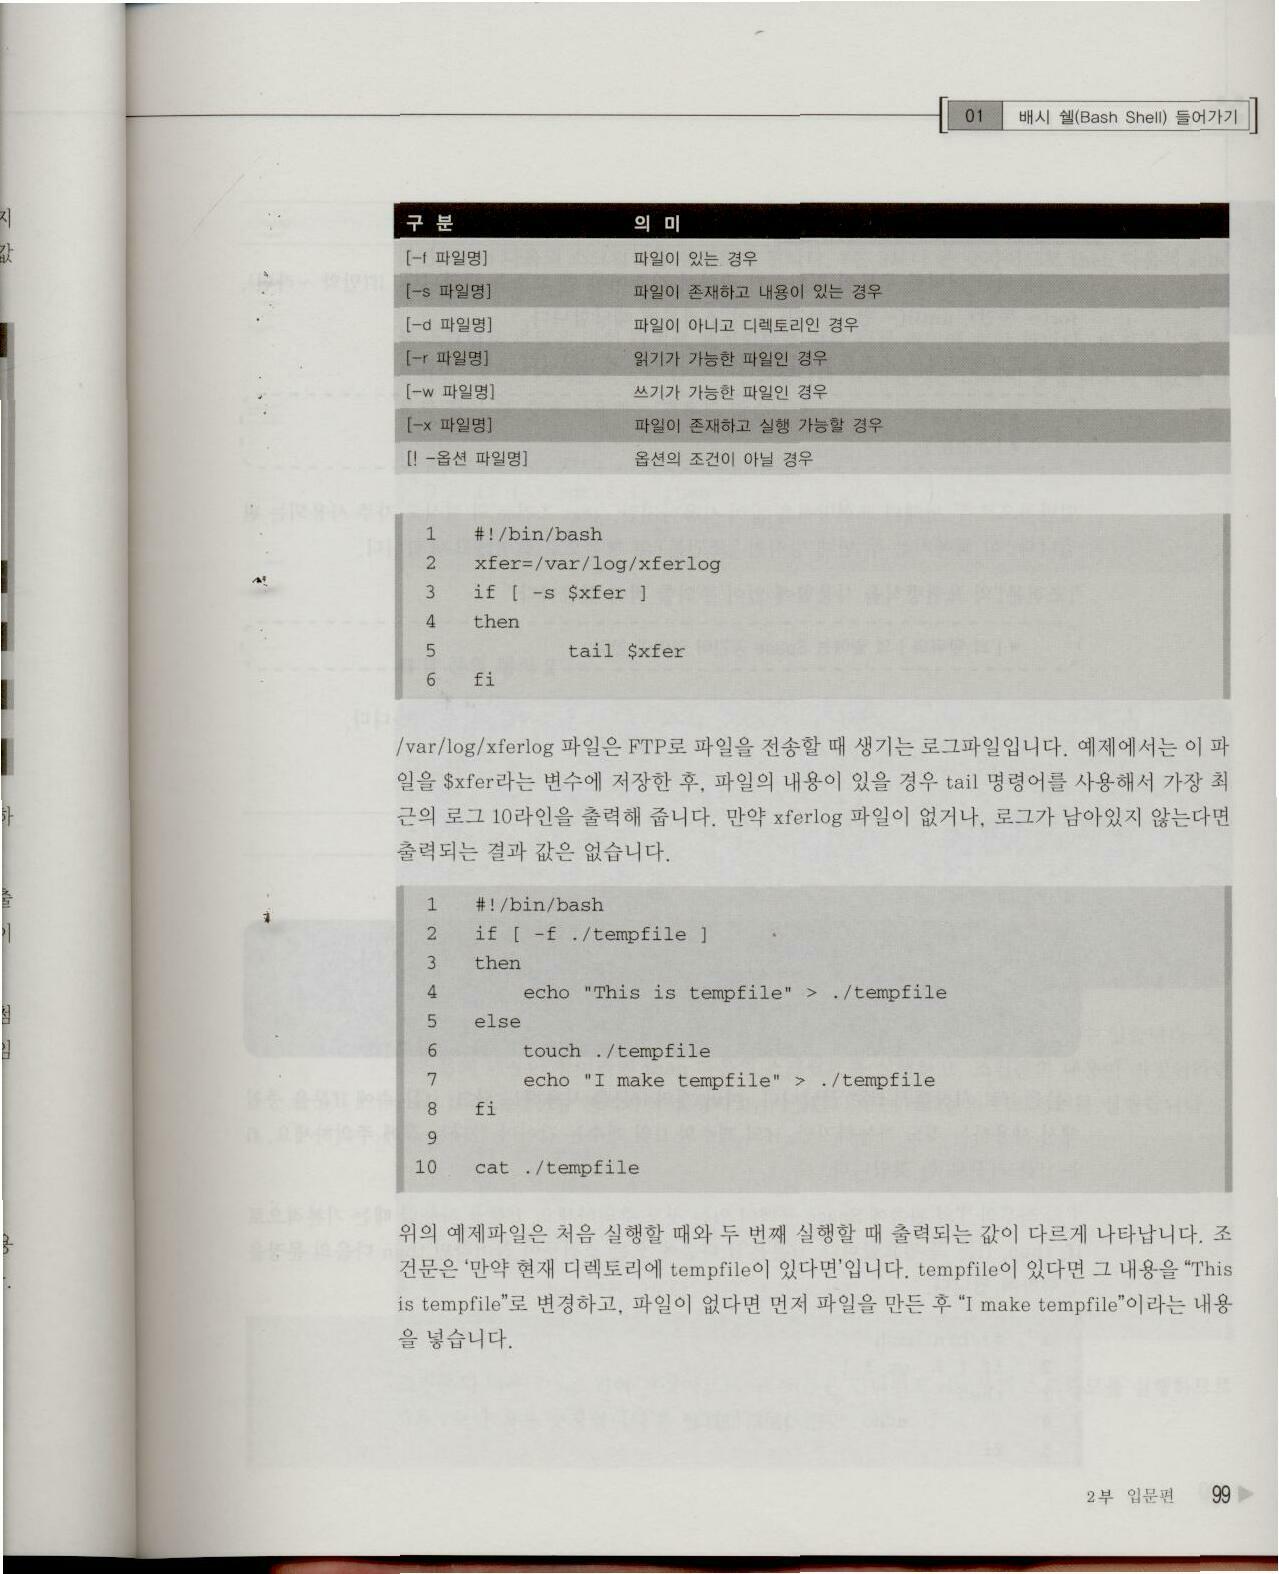 01 배시 쉘(Bash Shell) 들어가기
구 분 의 미
[-f 파일명] 파일이 있는 경우
[-s 파일명] 파일이 존재하고 내용이 있는 경우
[-d 파일명] 파일이 아니고 디렉토리인 경우
[-r 파일명] 읽기가 가능한 파일인 경우
[-w 파일명] 쓰기가 가능한 파일인 경우
[-x 파일명] 파일이 존재하고 실행 가능할 경우
[! -옵션 파일명] 옵션의 조건이 아닐 경우
1 #!/bin/bash
2 xfer=/var/log/xferlog
3 if [ -s $xfer ]
4 then
5 tail $xfer
6 fi
/var/log/xferlog 파일은 FTP로 파일을 전송할 때 생기는 로그파일입니다. 예제에서는 이 파
일을 $xfer라는 변수에 저장한 후, 파일의 내용이 있을 경우 tail 명령어를 사용해서 가장 최
근의 로그 10라인을 출력해 줍니다. 만약 xferlog 파일이 없거나, 로그가 남아있지 않는다면
출력되는 결과 값은 없습니다.
1 #!/bin/bash
2 if [ -f ./tempfile ]
3 then
4 echo "This is tempfile" > ./tempfile
5 else
6 touch ./tempfile
7 echo "I make tempfile" > ./tempfile
8 fi
9
10 cat ./tempfile
위의 예제파일은 처음 실행할 때와 두 번째 실행할 때 출력되는 값이 다르게 나타납니다. 조
건문은 ‘만약 현재 디렉토리에 tempfile이 있다면’입니다. tempfile이 있다면 그 내용을 “This
is tempfile”로 변경하고, 파일이 없다면 먼저 파일을 만든 후 “I make tempfile”이라는 내용
을 넣습니다.
2부 입문편 99